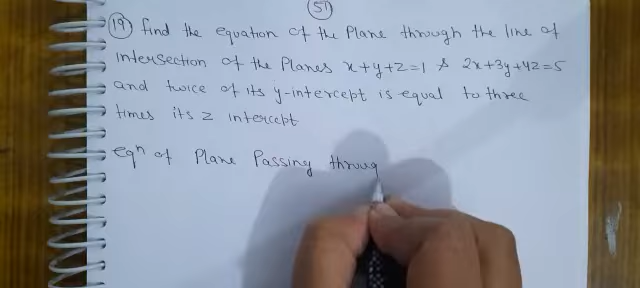 51
19 find the equation of the Plane through the line of
intersection of the Planes x+y+z=1 & 2x+3y+4z=5
and twice of its y-intercept is equal to three
times its z intercept
eqⁿ of Plane Passing throug